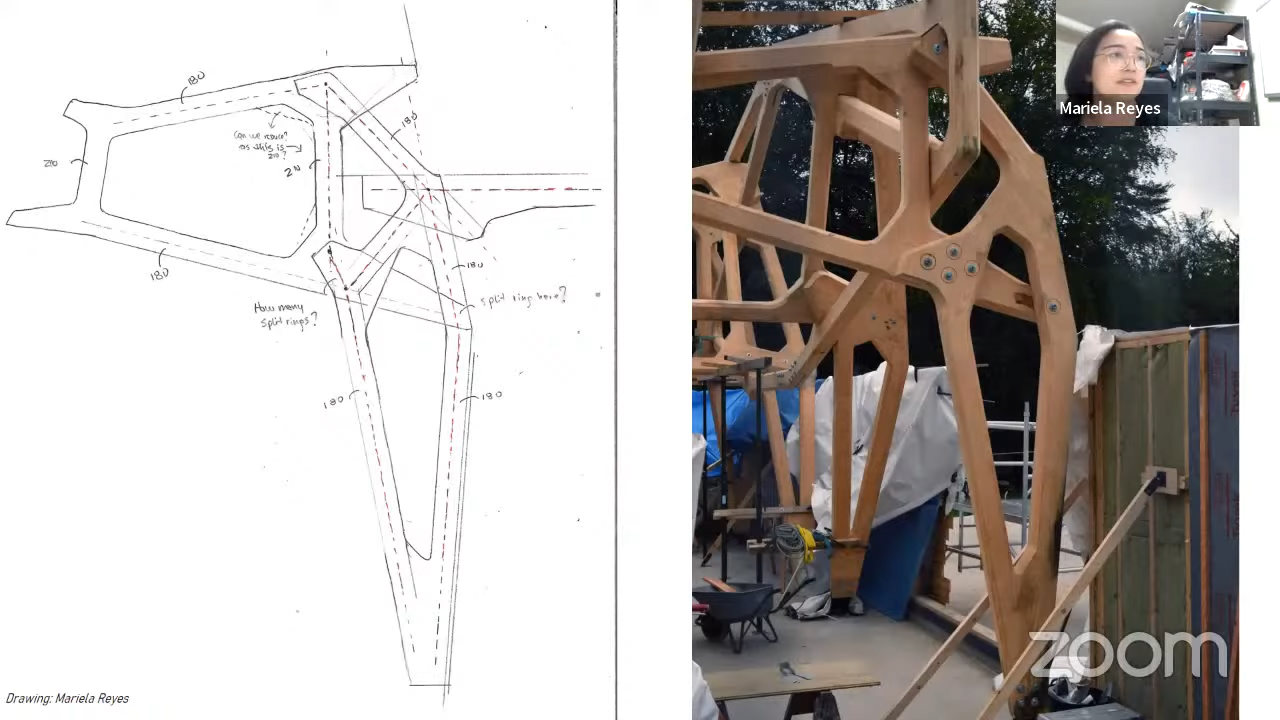 180
180
Can we reduce?
as this is
210?
210
210
180
180
How many
split rings?
split ring here?
180
180
Drawing: Mariela Reyes
Mariela Reyes
zoom